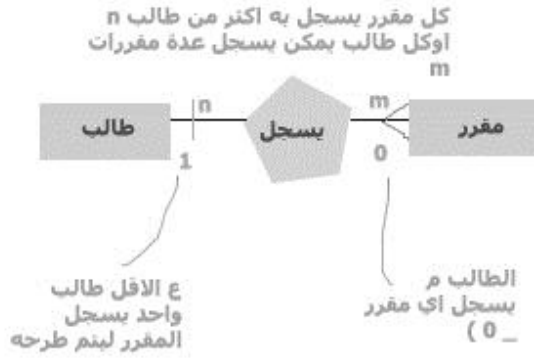 كل مقرر يسجل به اكثر من طالب n
اوكل طالب يمكن يسجل عدة مقررات
m
طالب
n
1
يسجل
m
0
مقرر
ع الاقل طالب
واحد يسجل
المقرر ليتم طرحه
الطالب م
يسجل اي مقرر
_ 0 )